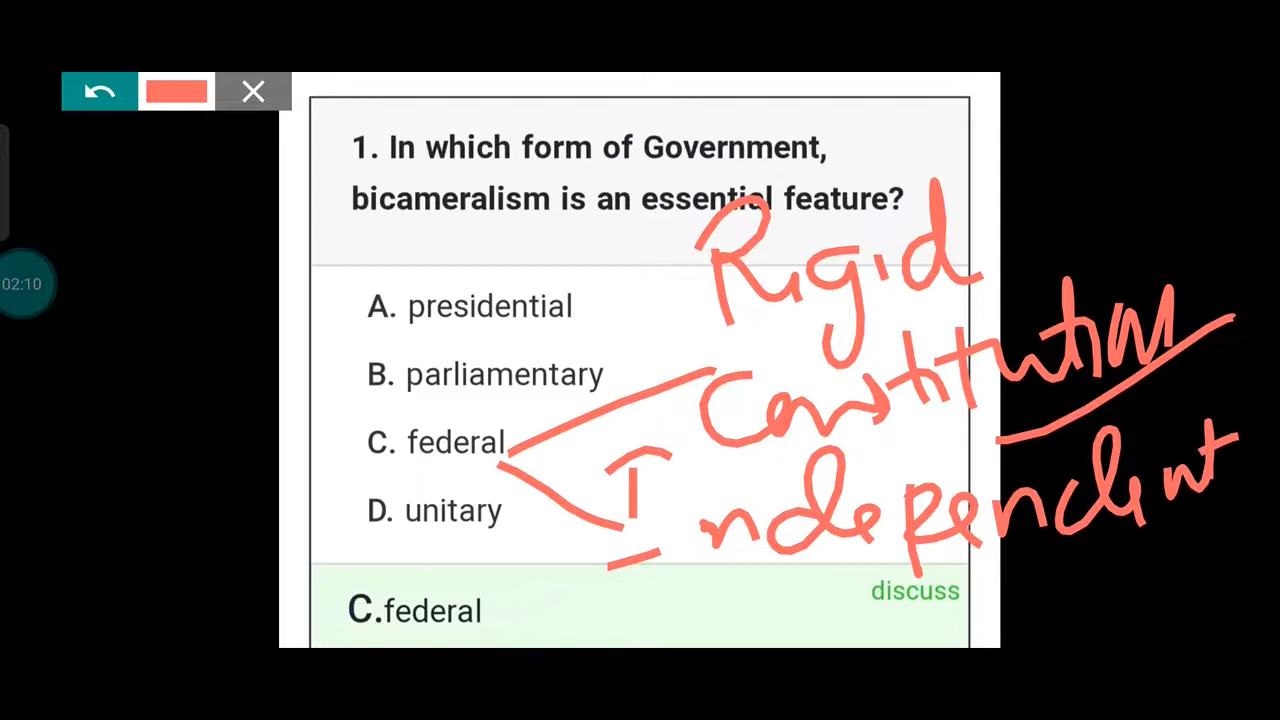 02:10
1. In which form of Government,
bicameralism is an essential feature?
Rigid
A. presidential
Constitution
B. parliamentary
C. federal
Independent
D. unitary
discuss
C.federal